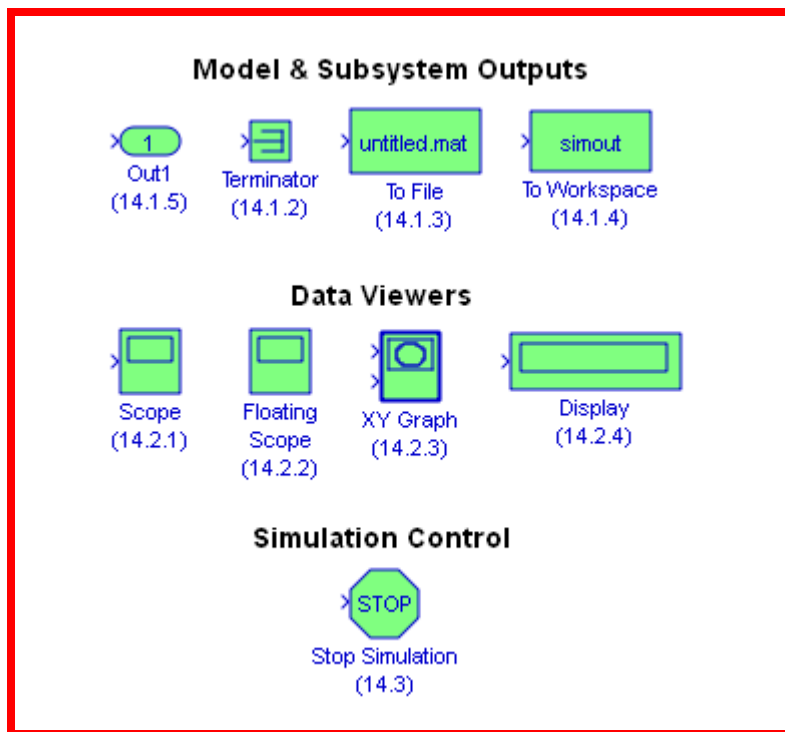 Model & Subsystem Outputs
1
Out1
(14.1.5)
Terminator
(14.1.2)
untitled.mat
To File
(14.1.3)
simout
To Workspace
(14.1.4)
Data Viewers
Scope
(14.2.1)
Floating
Scope
(14.2.2)
XY Graph
(14.2.3)
Display
(14.2.4)
Simulation Control
STOP
Stop Simulation
(14.3)